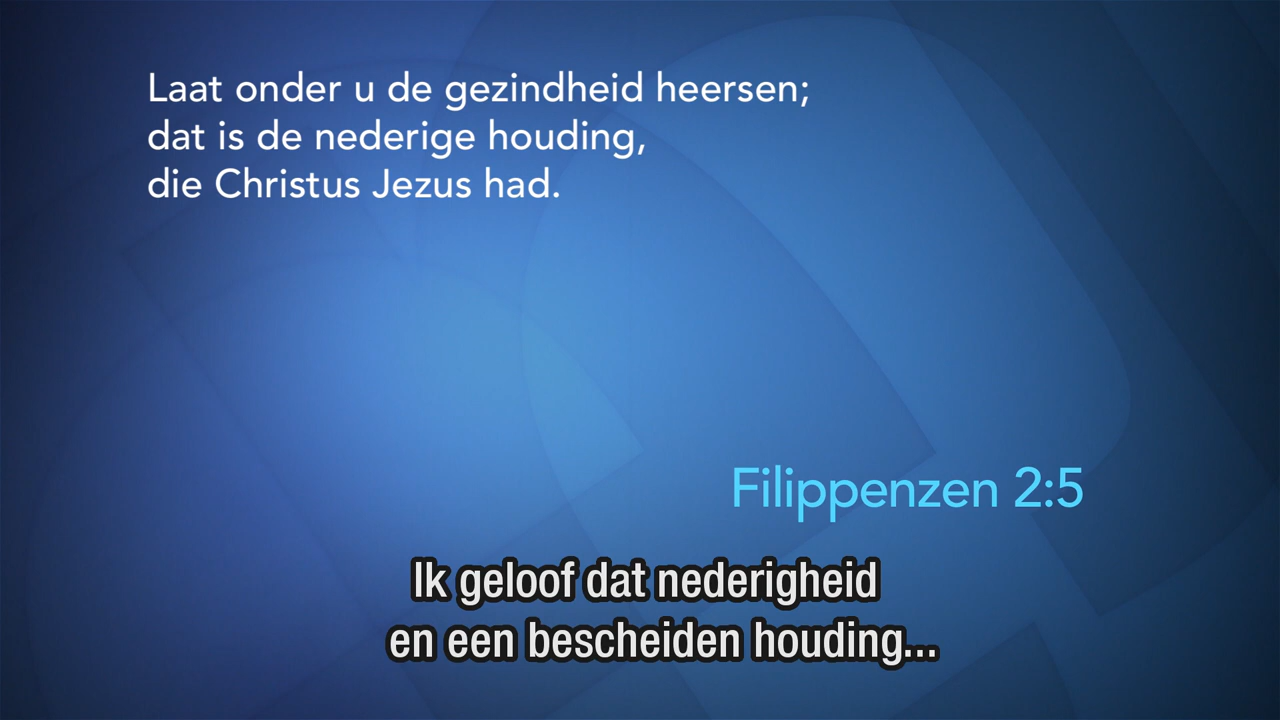 Laat onder u de gezindheid heersen;
dat is de nederige houding,
die Christus Jezus had.
Filippenzen 2:5
Ik geloof dat nederigheid
en een bescheiden houding...